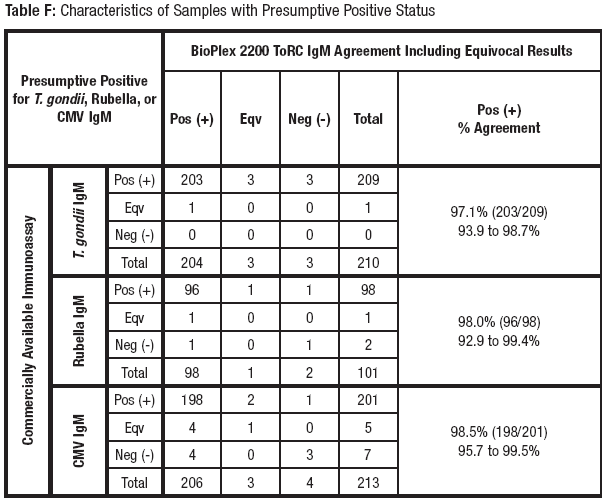 Table F: Characteristics of Samples with Presumptive Positive Status
Presumptive Positive
for T. gondii, Rubella, or
CMV IgM
BioPlex 2200 ToRC IgM Agreement Including Equivocal Results
Pos (+) Eqv Neg (-) Total
Pos (+)
% Agreement
Commercially Available Immunoassay
T. gondii IgM
Pos (+) 203 3 3 209
Eqv 1 0 0 1
Neg (-) 0 0 0 0
Total 204 3 3 210
97.1% (203/209)
93.9 to 98.7%
Rubella IgM
Pos (+) 96 1 1 98
Eqv 1 0 0 1
Neg (-) 1 0 1 2
Total 98 1 2 101
98.0% (96/98)
92.9 to 99.4%
CMV IgM
Pos (+) 198 2 1 201
Eqv 4 1 0 5
Neg (-) 4 0 3 7
Total 206 3 4 213
98.5% (198/201)
95.7 to 99.5%